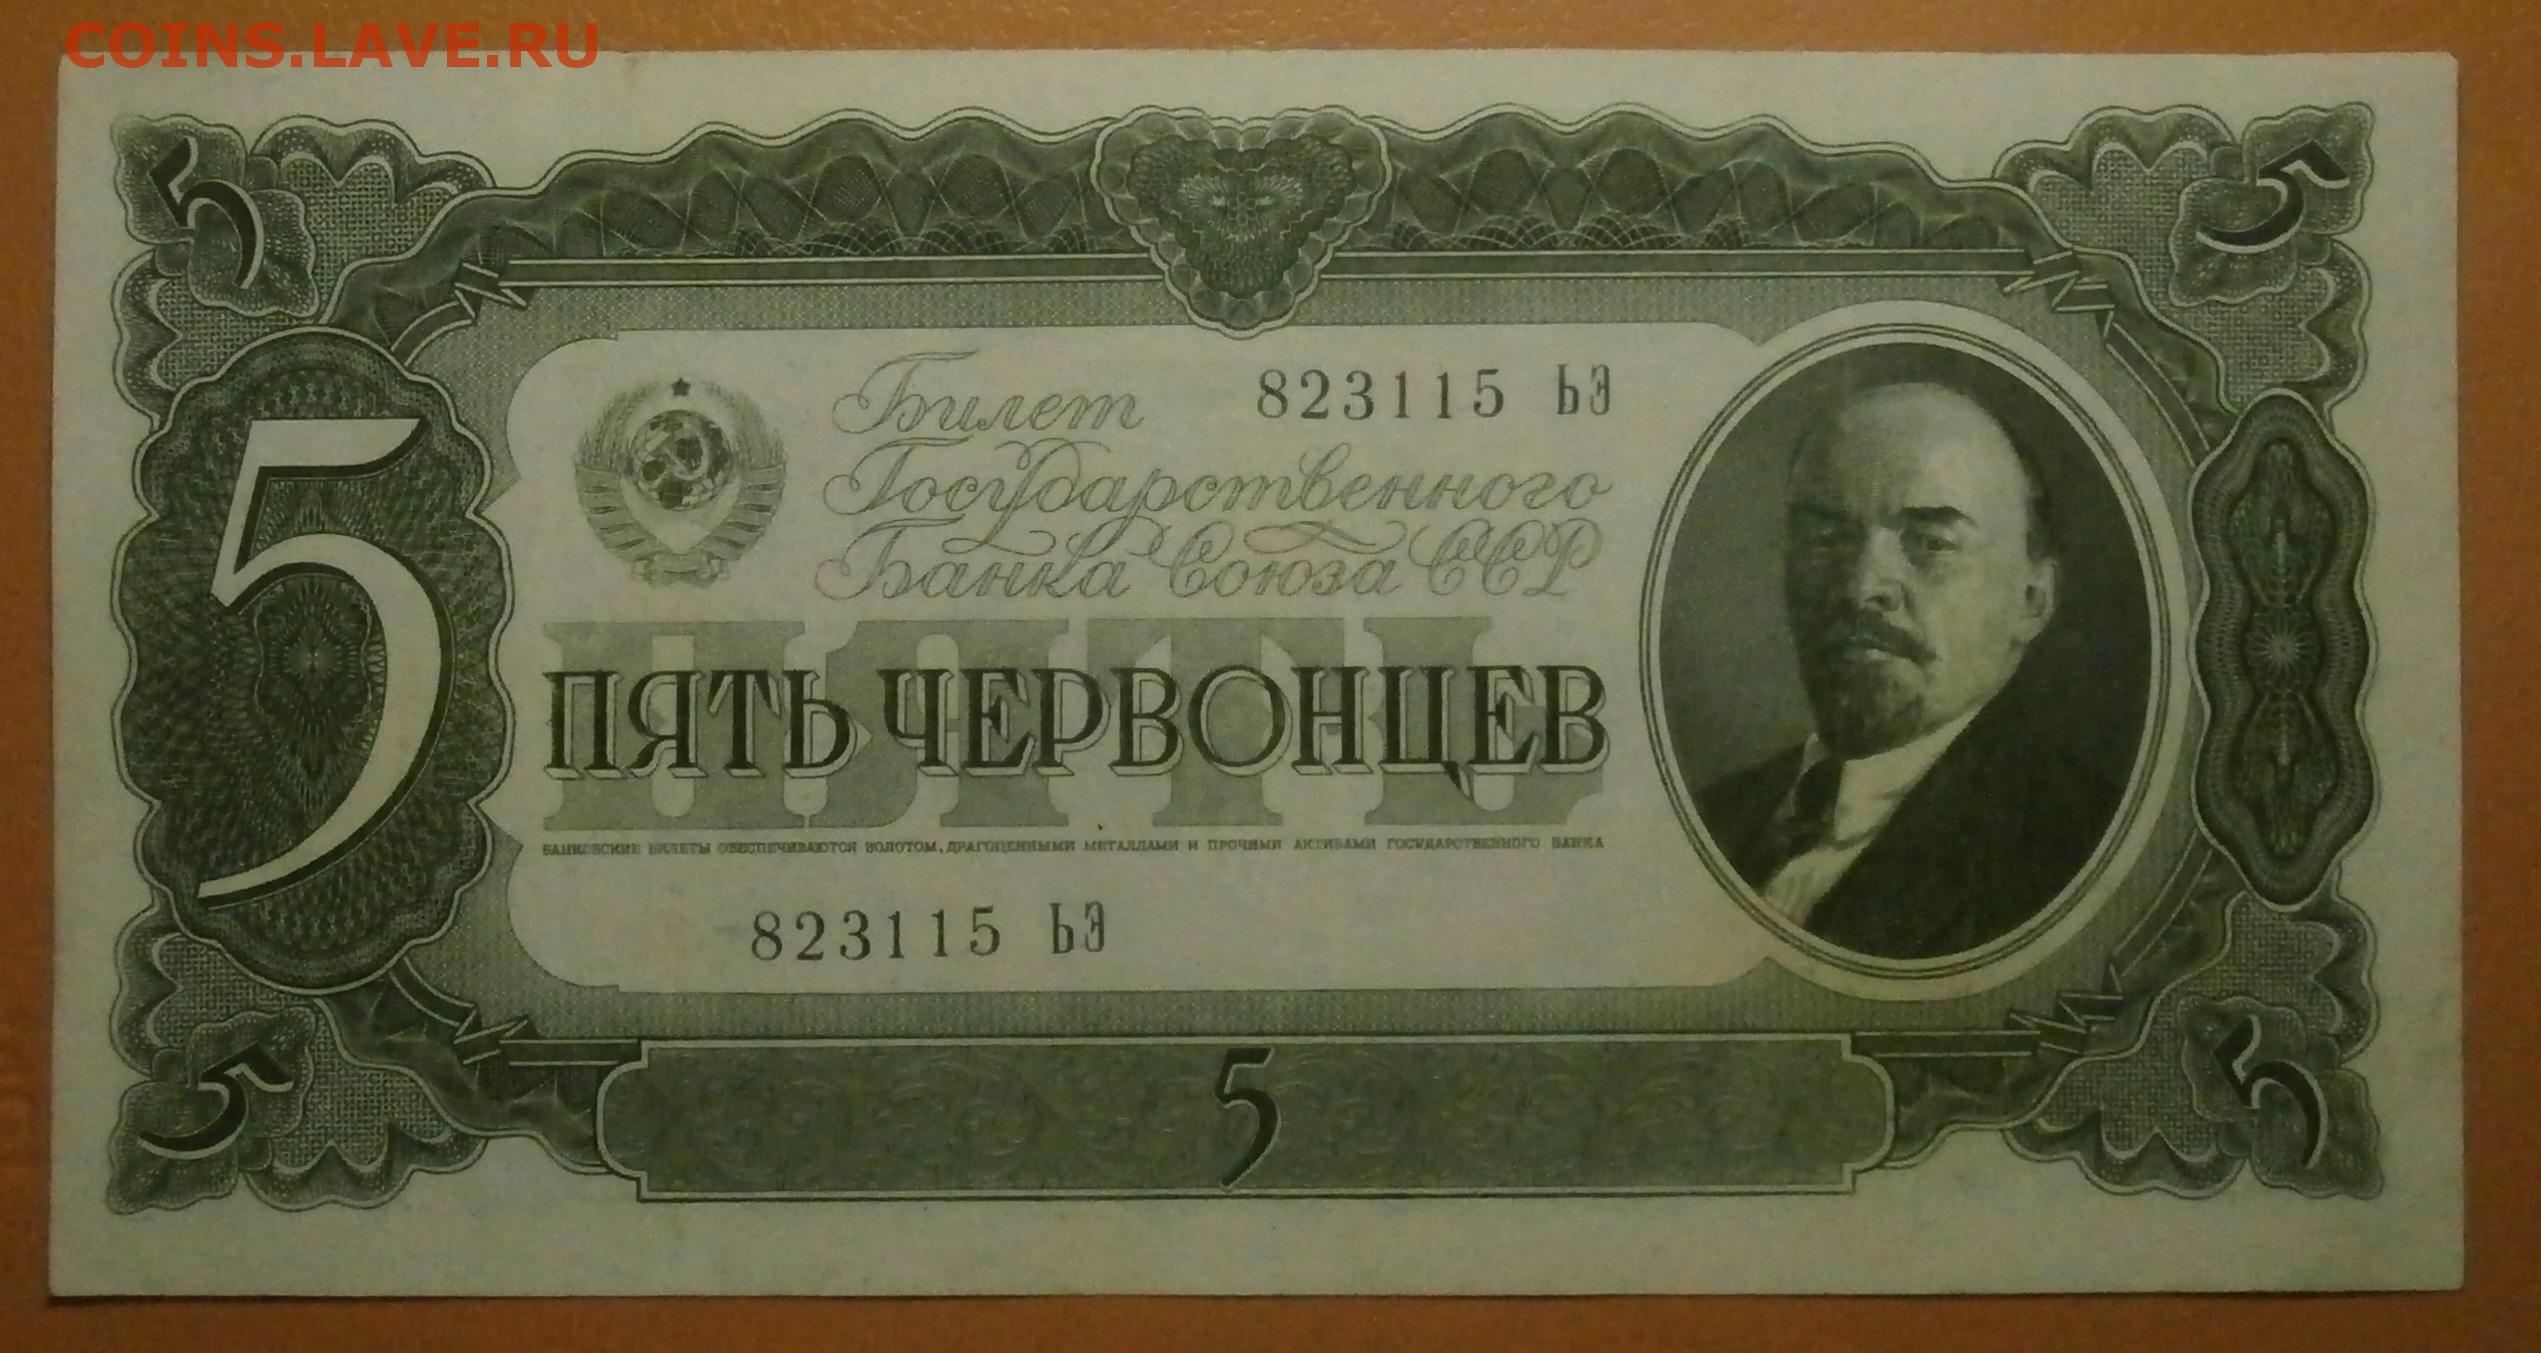 COINS.LAVE.RU
5 5
Билет 823115 ЬЭ
Государственного
Банка Союза ССР
5
ПЯТЬ
ПЯТЬ ЧЕРВОНЦЕВ
БАНКОВСКИЕ БИЛЕТЫ ОБЕСПЕЧИВАЮТСЯ ЗОЛОТОМ, ДРАГОЦЕННЫМИ МЕТАЛЛАМИ И ПРОЧИМИ АКТИВАМИ ГОСУДАРСТВЕННОГО БАНКА
823115 ЬЭ
5 5 5